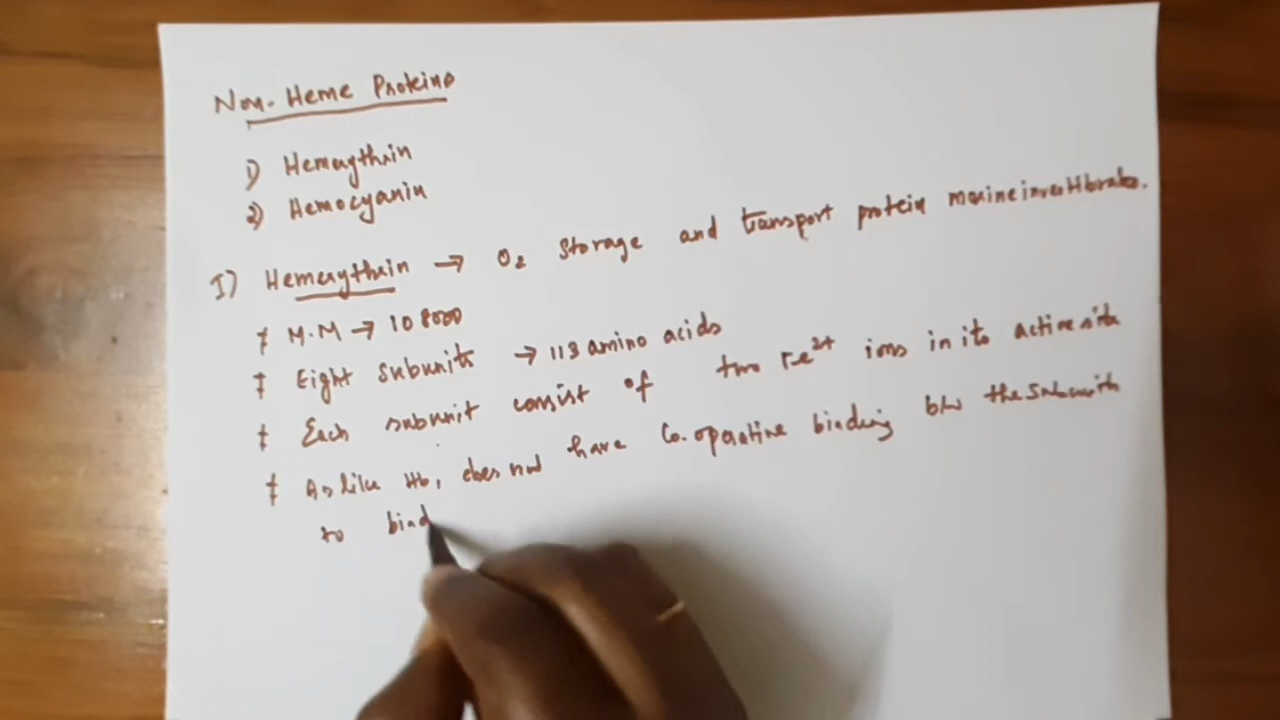 Non-Heme Proteins
1) Hemerythrin
2) Hemocyanin
I) Hemerythrin → O2 storage and transport protein marine invertibrates.
† M.M → 108000
† Eight subunits → 113 amino acids
† Each subunit consist of two Fe2+ ions in its active site
† As like Hb, does not have Co-operative binding b/w the subunits
to bind